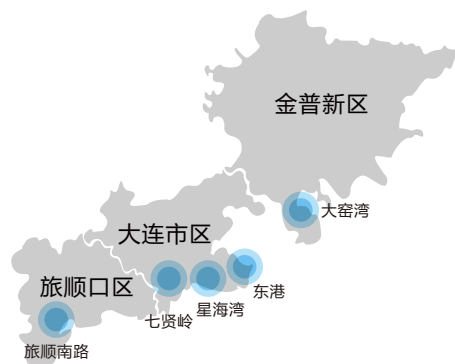 金普新区
大窑湾
大连市区
东港
旅顺口区
星海湾
七贤岭
旅顺南路